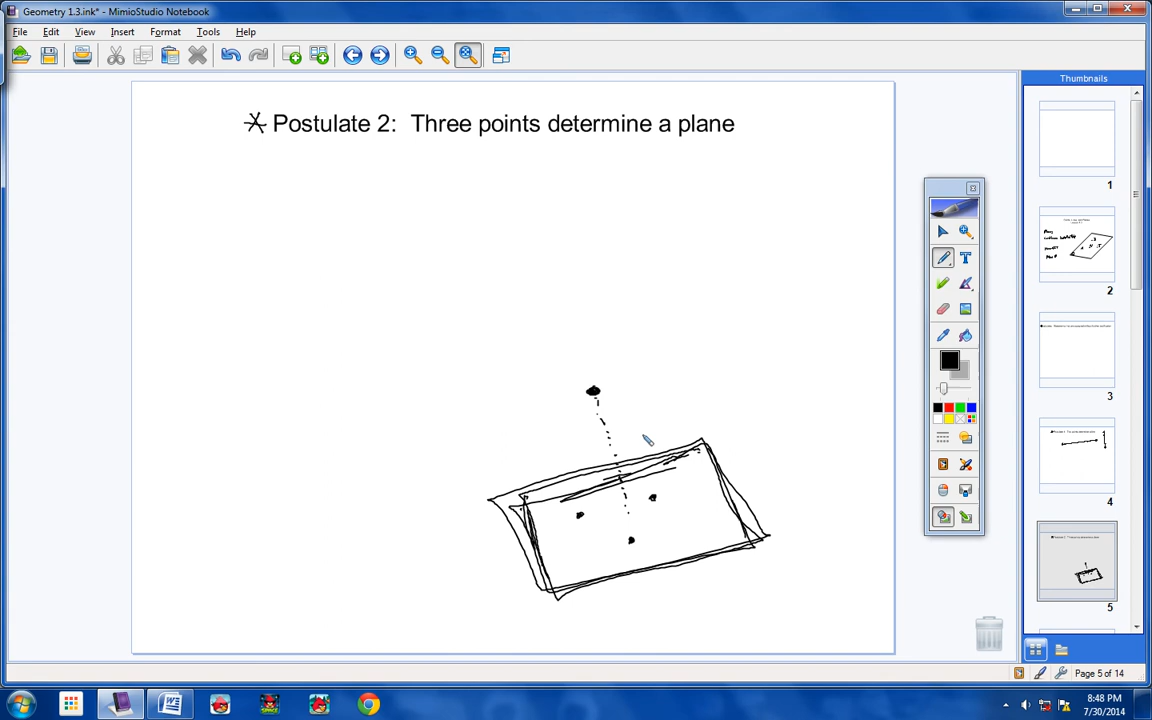 Geometry 1.3.ink* - MimioStudio Notebook
File Edit View Insert Format Tools Help
Postulate 2: Three points determine a plane
Thumbnails
1
2
3
4
5
T
W
Page 5 of 14
8:48 PM
7/30/2014